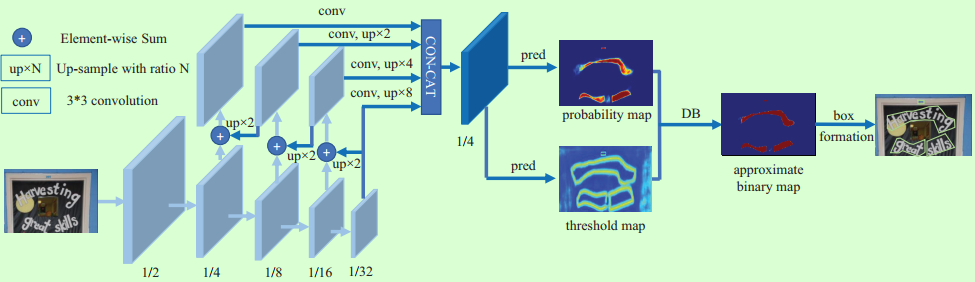 Element-wise Sum
up×N Up-sample with ratio N
conv 3*3 convolution
conv
conv, up×2
conv, up×4
conv, up×8
CON-CAT
up×2
up×2
up×2
1/2
1/4
1/8
1/16
1/32
1/4
pred
pred
probability map
threshold map
DB
approximate
binary map
box
formation
Harvesting
great skills
Harvesting
great skills